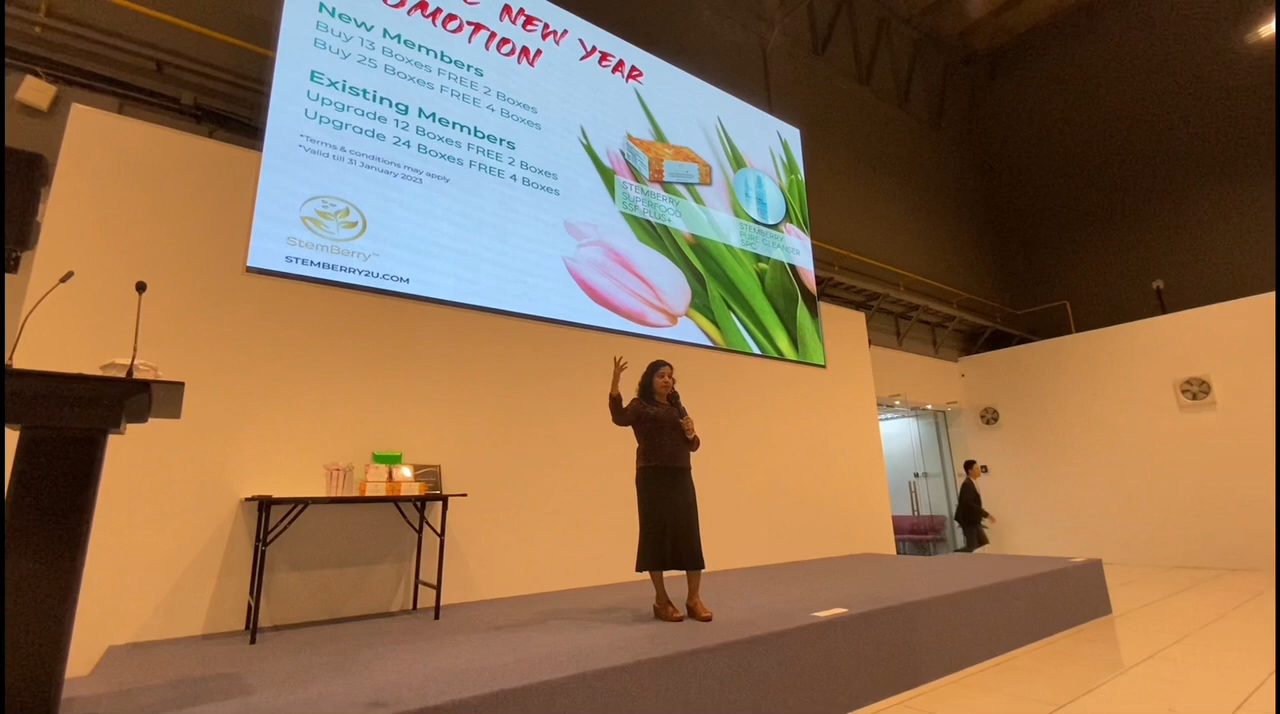 NEW YEAR
OMOTION
New Members
Buy 13 Boxes FREE 2 Boxes
Buy 25 Boxes FREE 4 Boxes
Existing Members
Upgrade 12 Boxes FREE 2 Boxes
Upgrade 24 Boxes FREE 4 Boxes
*Terms & conditions may apply
*Valid till 31 January 2023
StemBerry™
STEMBERRY2U.COM
STEMBERRY
SUPERFOOD
SSF PLUS+
STEMBERRY
PURE CLEANSER
SPC